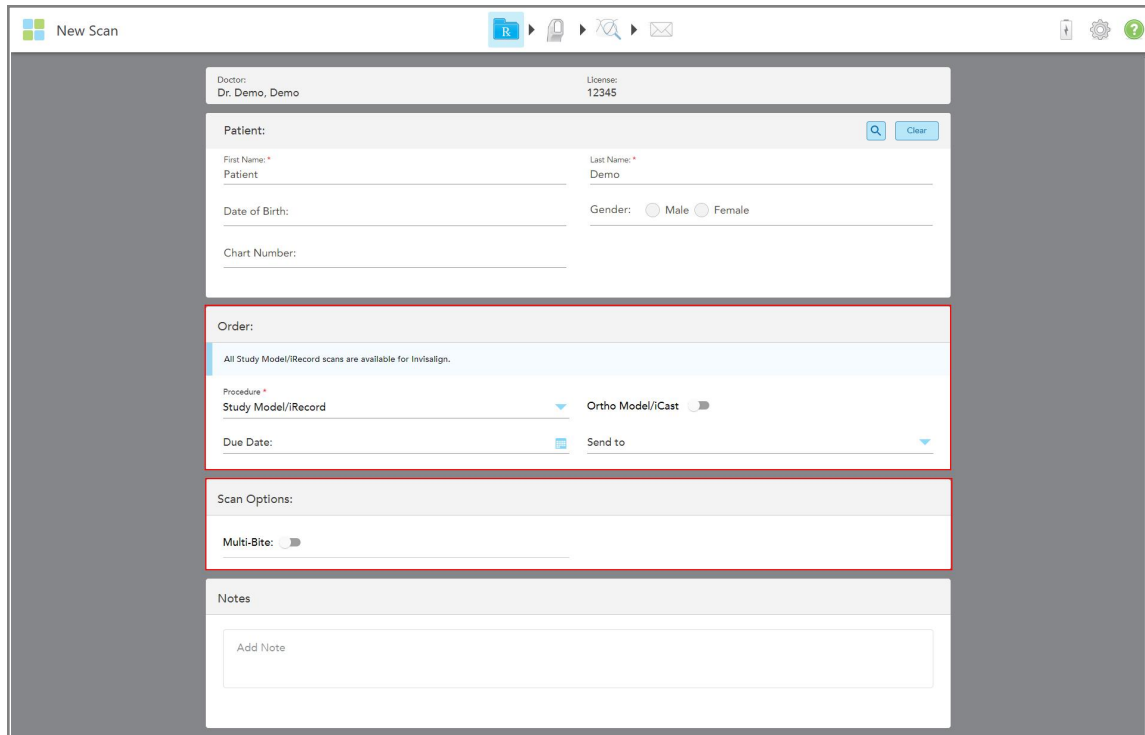 New Scan
R
?
Doctor:
License:
Dr. Demo, Demo
12345
Patient:
Clear
First Name: *
Last Name: *
Patient
Demo
Date of Birth:
Gender: Male Female
Chart Number:
Order:
All Study Model/iRecord scans are available for Invisalign.
Procedure *
Study Model/iRecord
Ortho Model/iCast
Due Date:
Send to
Scan Options:
Multi-Bite:
Notes
Add Note